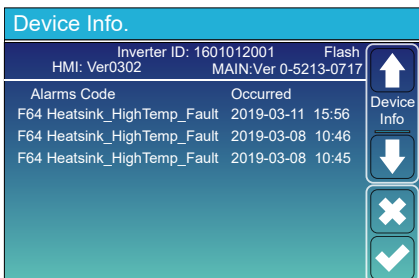 Device Info.
Inverter ID: 1601012001 Flash
HMI: Ver0302 MAIN:Ver 0-5213-0717
Alarms Code Occurred
F64 Heatsink_HighTemp_Fault 2019-03-11 15:56
F64 Heatsink_HighTemp_Fault 2019-03-08 10:46
F64 Heatsink_HighTemp_Fault 2019-03-08 10:45
Device
Info